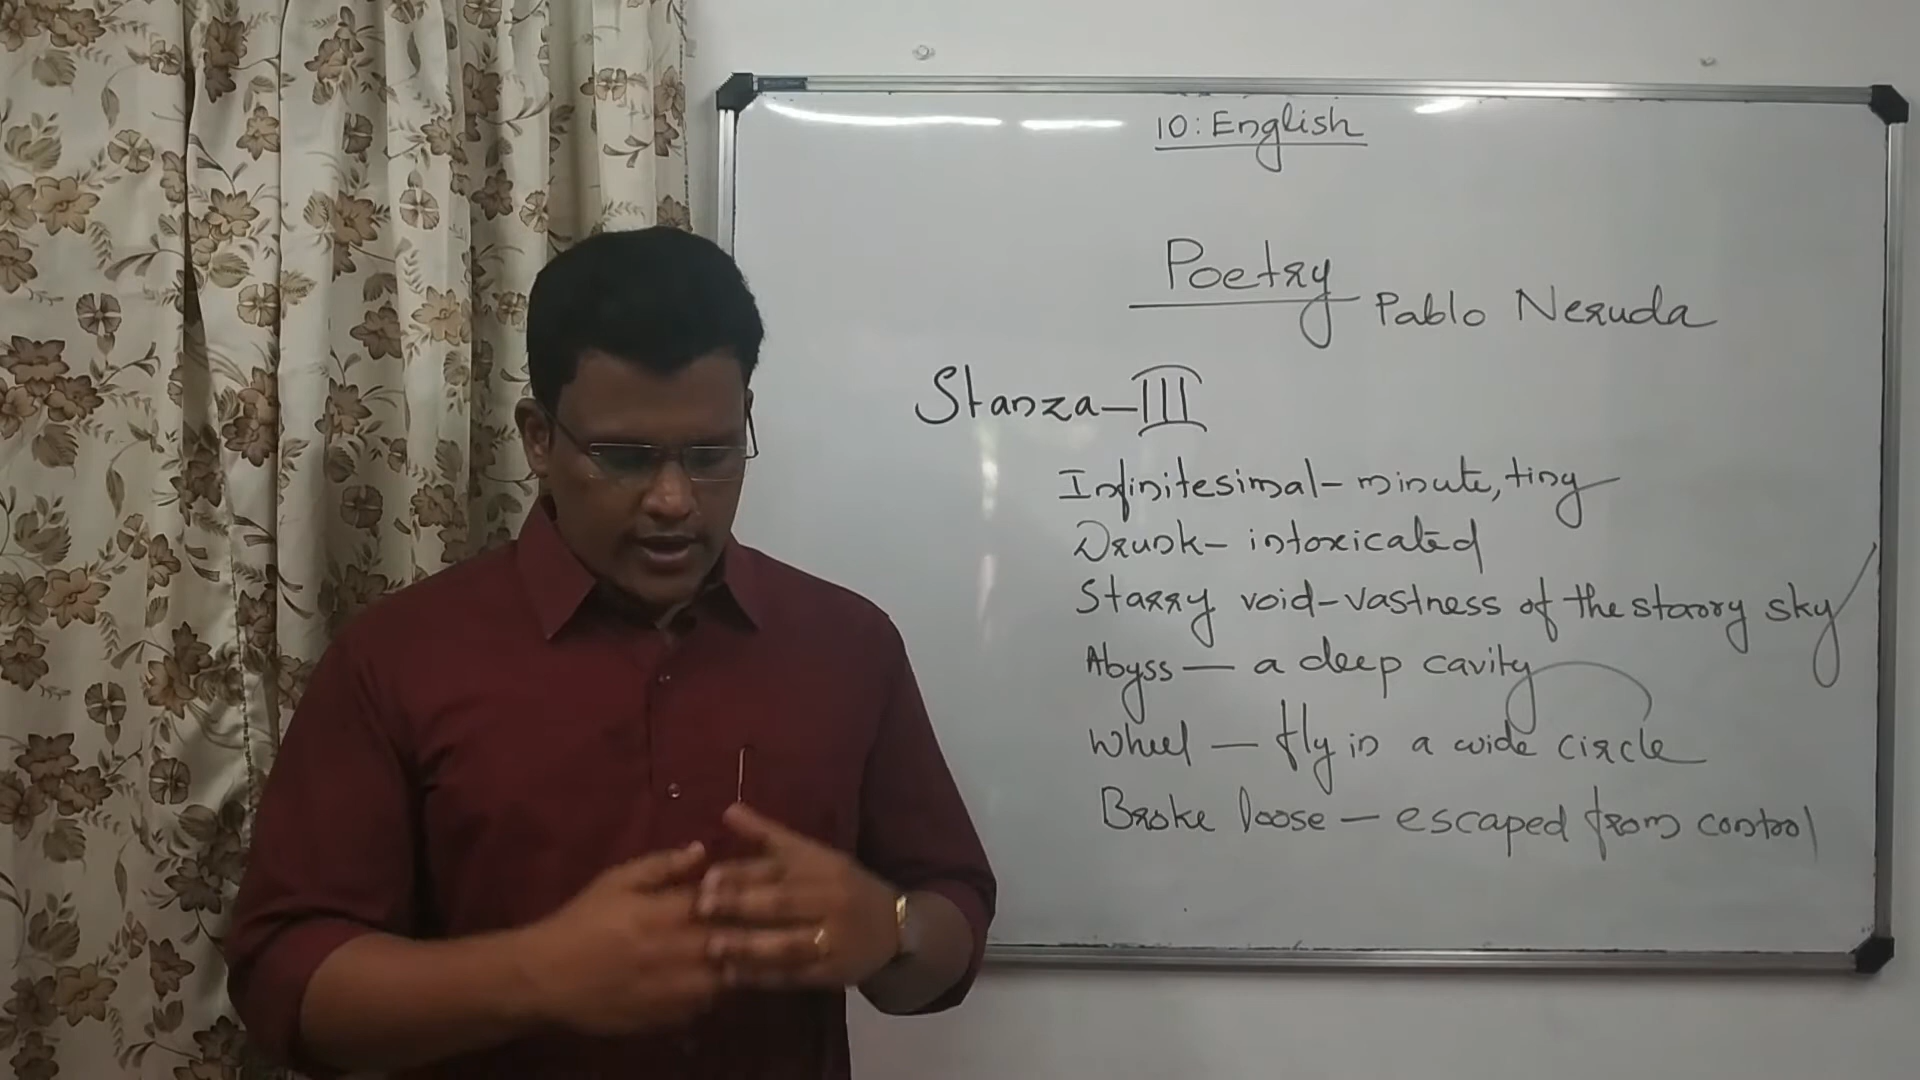 10: English
Poetry
Pablo Neruda
Stanza-III
Infinitesimal - minute, tiny
Drunk - intoxicated
Starry void - vastness of the starry sky
Abyss - a deep cavity
Wheel - fly in a wide circle
Broke loose - escaped from control